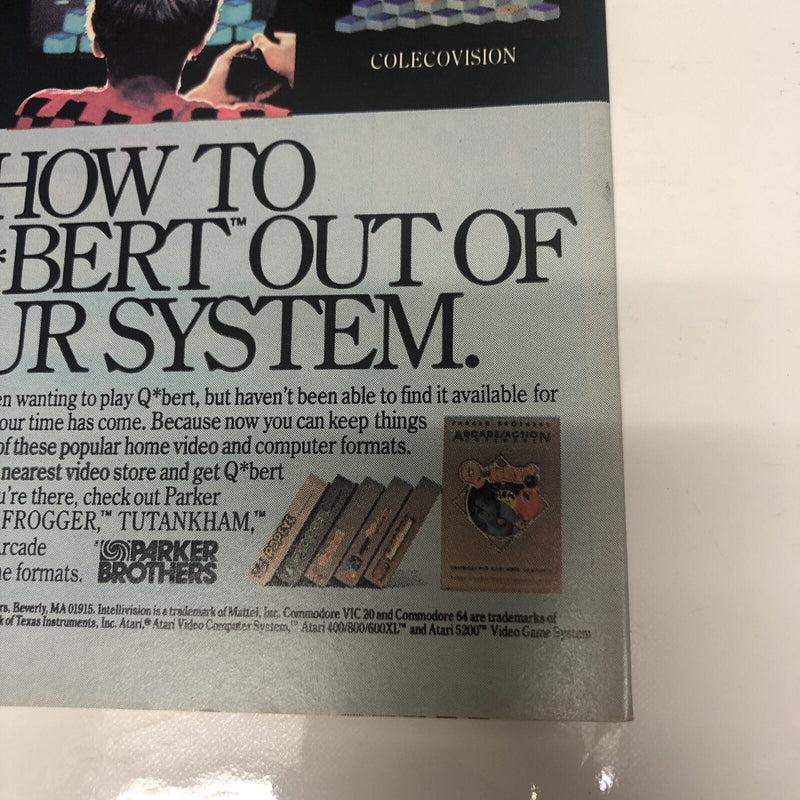 COLECOVISION
HOW TO
*BERT™ OUT OF
UR SYSTEM.
en wanting to play Q*bert, but haven't been able to find it available for
our time has come. Because now you can keep things
of these popular home video and computer formats.
nearest video store and get Q*bert
u're there, check out Parker
FROGGER,™ TUTANKHAM,™
rcade
e formats.
PARKER
BROTHERS
POPEYE
PARKER BROTHERS
ARCADE/ACTION
Q*bert
rs, Beverly, MA 01915. Intellivision is a trademark of Mattel, Inc. Commodore VIC 20 and Commodore 64 are trademarks of
k of Texas Instruments, Inc. Atari,® Atari Video Computer System,™ Atari 400/800/600XL™ and Atari 5200™ Video Game System